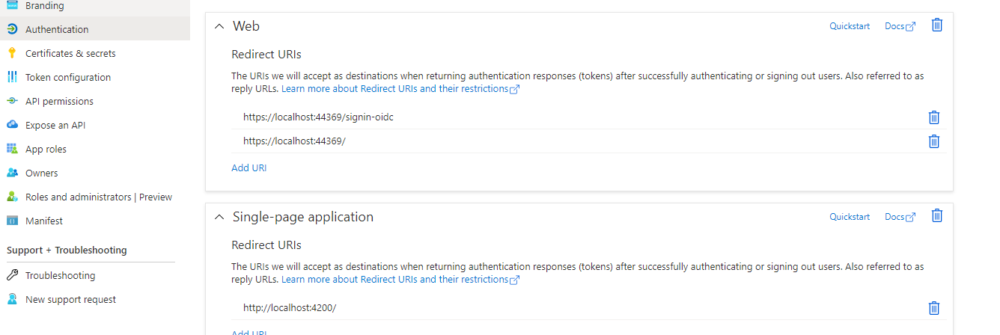 Branding
Authentication
Certificates & secrets
Token configuration
API permissions
Expose an API
App roles
Owners
Roles and administrators | Preview
Manifest
Support + Troubleshooting
Troubleshooting
New support request
Web
Quickstart
Docs
Redirect URIs
The URIs we will accept as destinations when returning authentication responses (tokens) after successfully authenticating or signing out users. Also referred to as
reply URLs. Learn more about Redirect URIs and their restrictions
https://localhost:44369/signin-oidc
https://localhost:44369/
Add URI
Single-page application
Quickstart
Docs
Redirect URIs
The URIs we will accept as destinations when returning authentication responses (tokens) after successfully authenticating or signing out users. Also referred to as
reply URLs. Learn more about Redirect URIs and their restrictions
http://localhost:4200/
Add URI